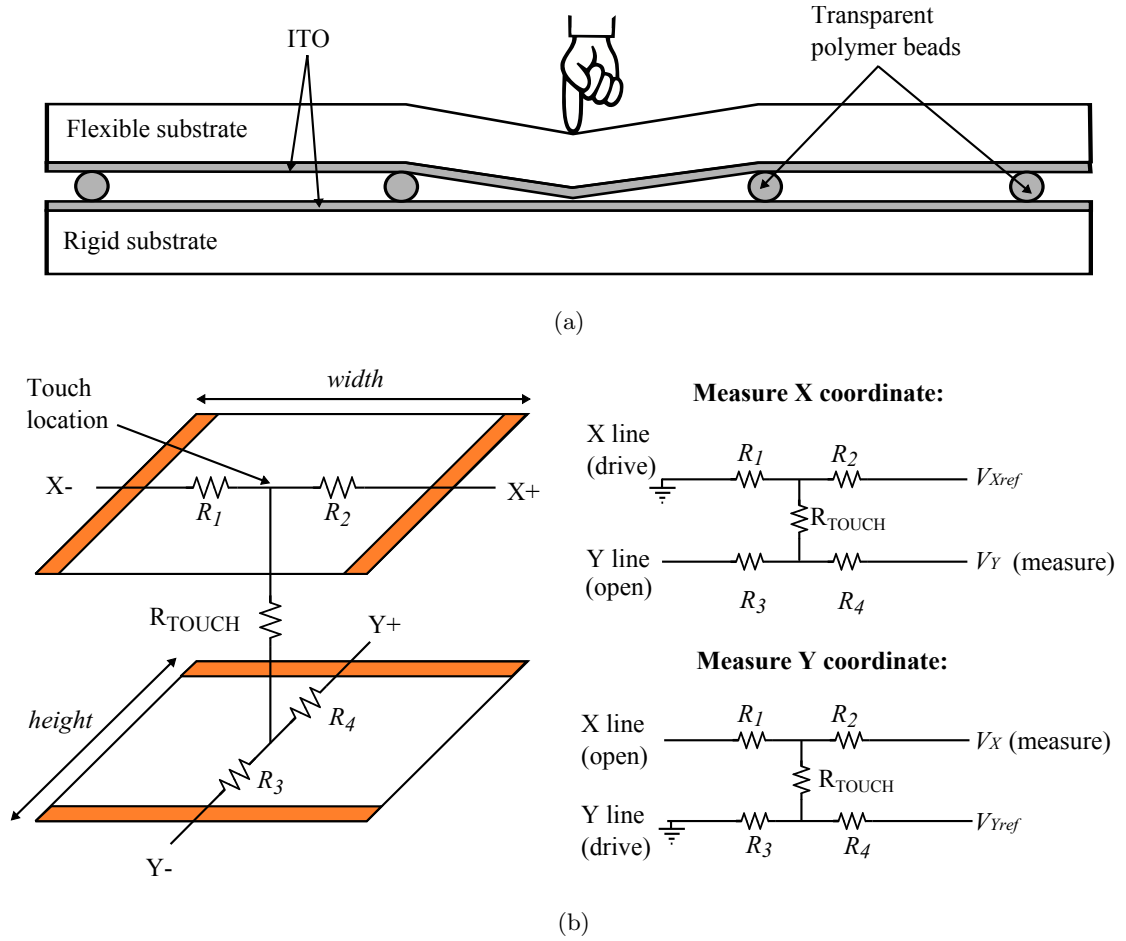 ITO
Transparent
polymer beads
Flexible substrate
Rigid substrate
(a)
Touch
location
width
X-
R1
R2
X+
RTOUCH
Y+
height
R4
R3
Y-
Measure X coordinate:
X line
(drive)
R1
R2
VXref
RTOUCH
Y line
(open)
R3
R4
VY (measure)
Measure Y coordinate:
X line
(open)
R1
R2
VX (measure)
RTOUCH
Y line
(drive)
R3
R4
VYref
(b)